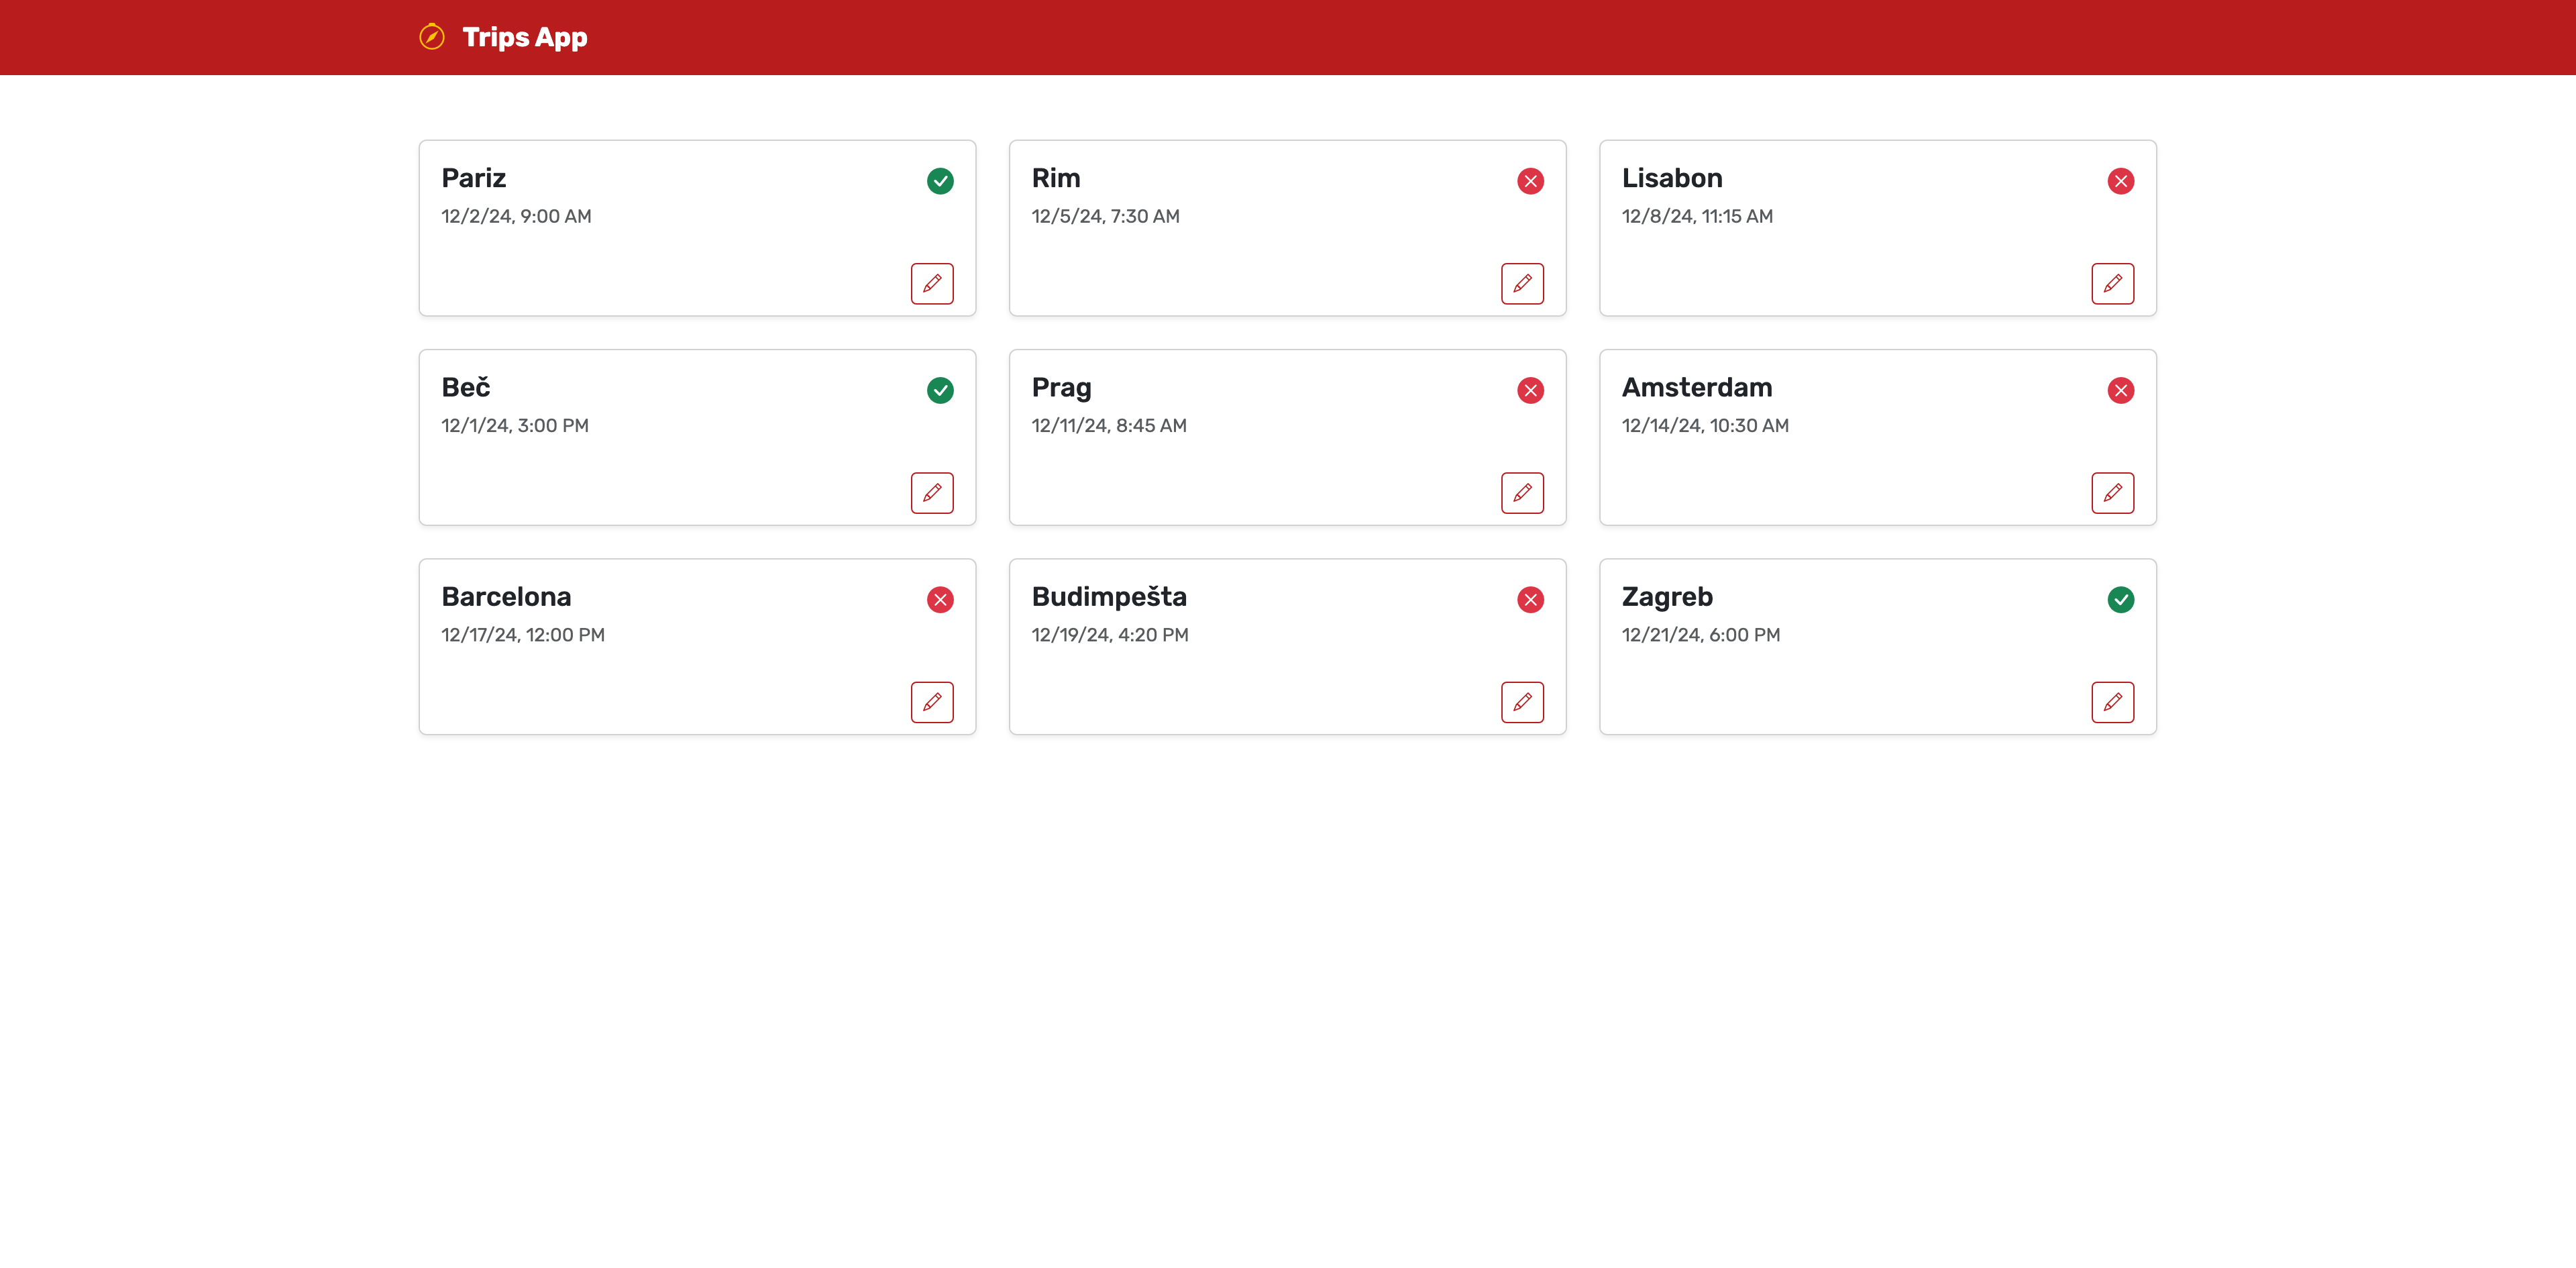 Trips App
Pariz
12/2/24, 9:00 AM
Rim
12/5/24, 7:30 AM
Lisabon
12/8/24, 11:15 AM
Beč
12/1/24, 3:00 PM
Prag
12/11/24, 8:45 AM
Amsterdam
12/14/24, 10:30 AM
Barcelona
12/17/24, 12:00 PM
Budimpešta
12/19/24, 4:20 PM
Zagreb
12/21/24, 6:00 PM